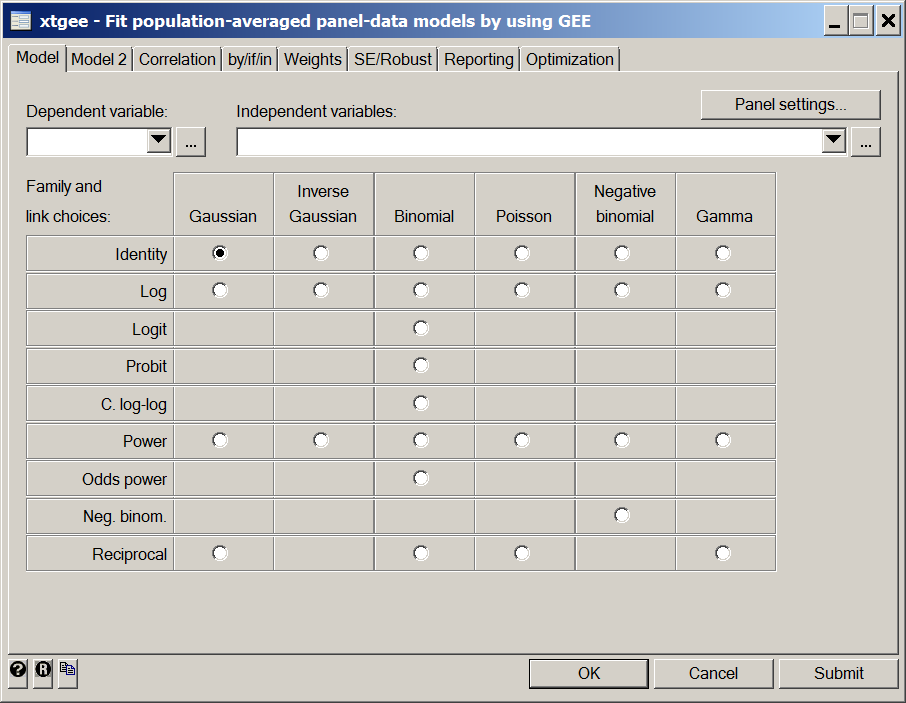 xtgee - Fit population-averaged panel-data models by using GEE
Model Model 2 Correlation by/if/in Weights SE/Robust Reporting Optimization
Panel settings...
Dependent variable: Independent variables:
... ...
Family and
link choices:
Gaussian
Inverse
Gaussian
Binomial
Poisson
Negative
binomial
Gamma
Identity
Log
Logit
Probit
C. log-log
Power
Odds power
Neg. binom.
Reciprocal
? R OK Cancel Submit